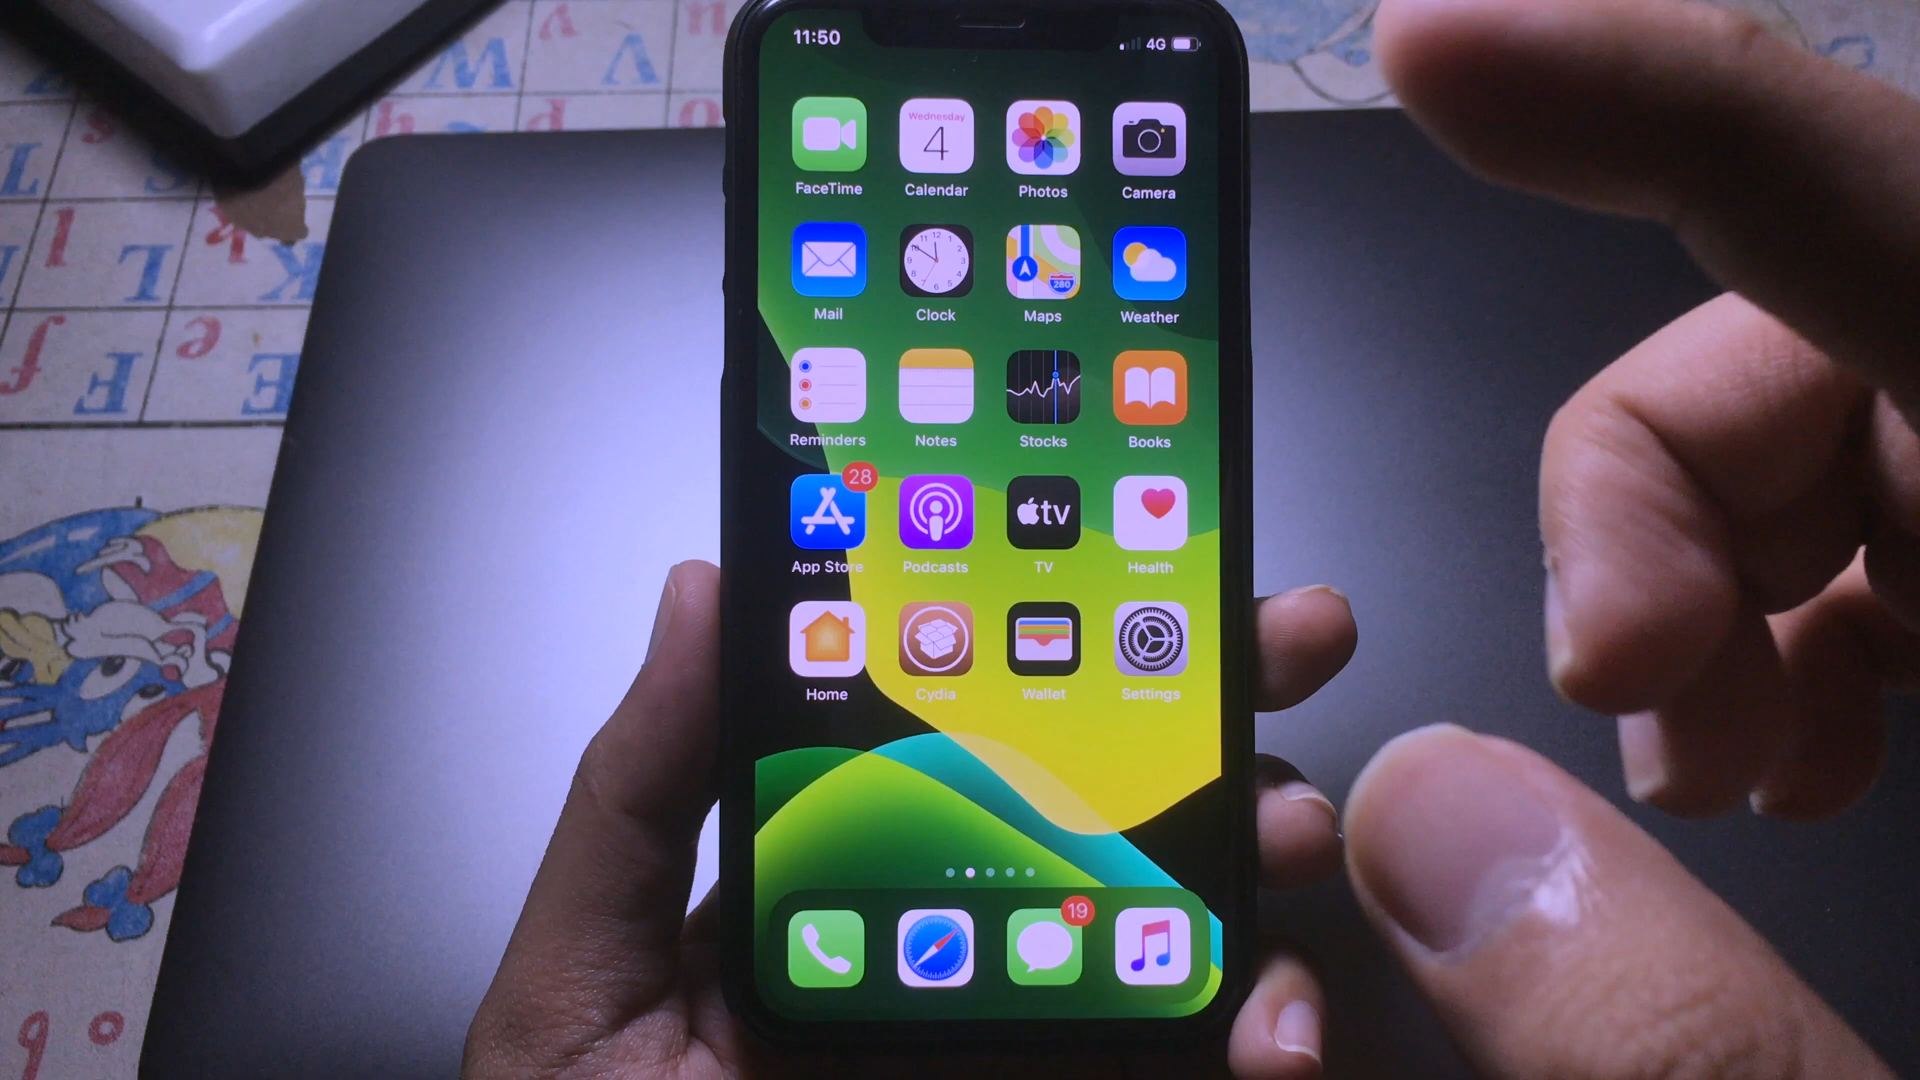 11:50
4G
FaceTime
Wednesday
4
Calendar
Photos
Camera
Mail
Clock
280
Maps
Weather
Reminders
Notes
Stocks
Books
28
App Store
Podcasts
tv
TV
Health
Home
Cydia
Wallet
Settings
19
W
V
v
n
q
p
o
s
T
S
R
l
L
k
K
f
F
e
E
g
o